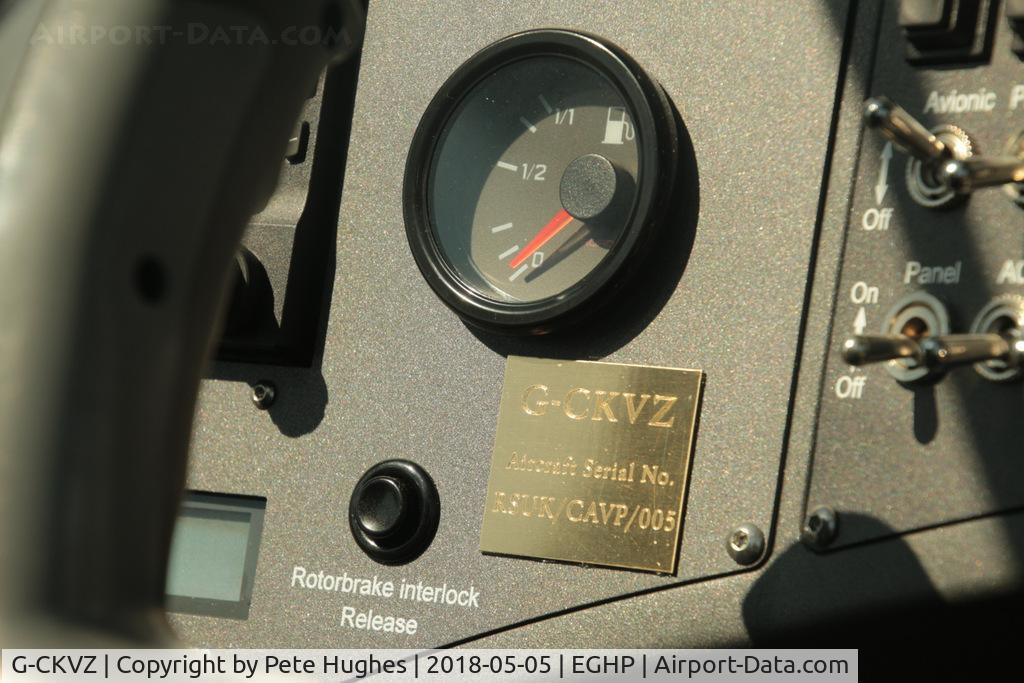 AIRPORT-DATA.COM
1/1
1/2
0
Avionic
Off
Panel
On
Off
G-CKVZ
Aircraft Serial No.
RSUK/CAVP/005
Rotorbrake interlock
Release
G-CKVZ | Copyright by Pete Hughes | 2018-05-05 | EGHP | Airport-Data.com